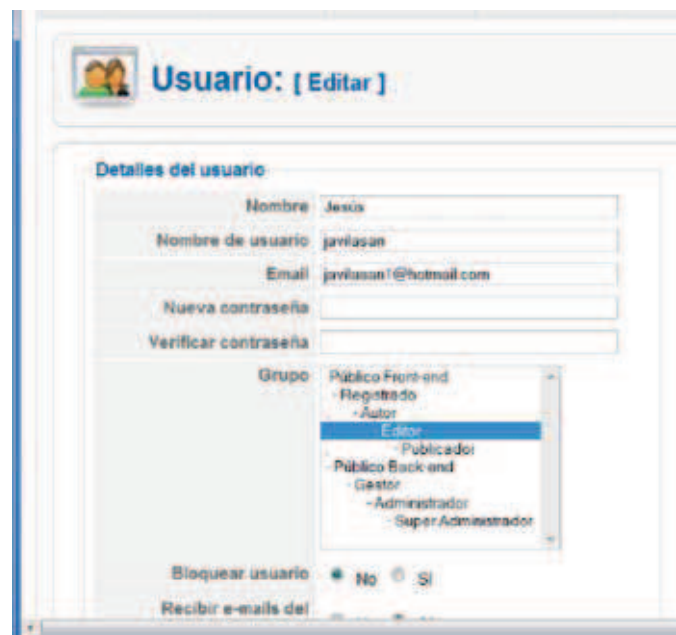 Usuario: [ Editar ]
Detalles del usuario
Nombre Jesús
Nombre de usuario javilasan
Email javilasan1@hotmail.com
Nueva contraseña
Verificar contraseña
Grupo Público Front-end
- Registrado
- Autor
- Editor
- Publicador
- Público Back-end
- Gestor
- Administrador
- Super Administrador
Bloquear usuario No Sí
Recibir e-mails del